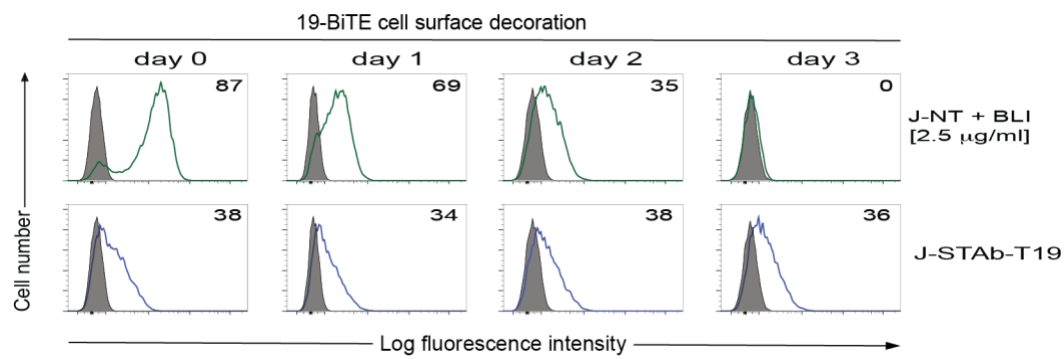 19-BiTE cell surface decoration
day 0
day 1
day 2
day 3
87
69
35
0
J-NT + BLI
[2.5 μg/ml]
38
34
38
36
J-STAb-T19
Cell number
Log fluorescence intensity